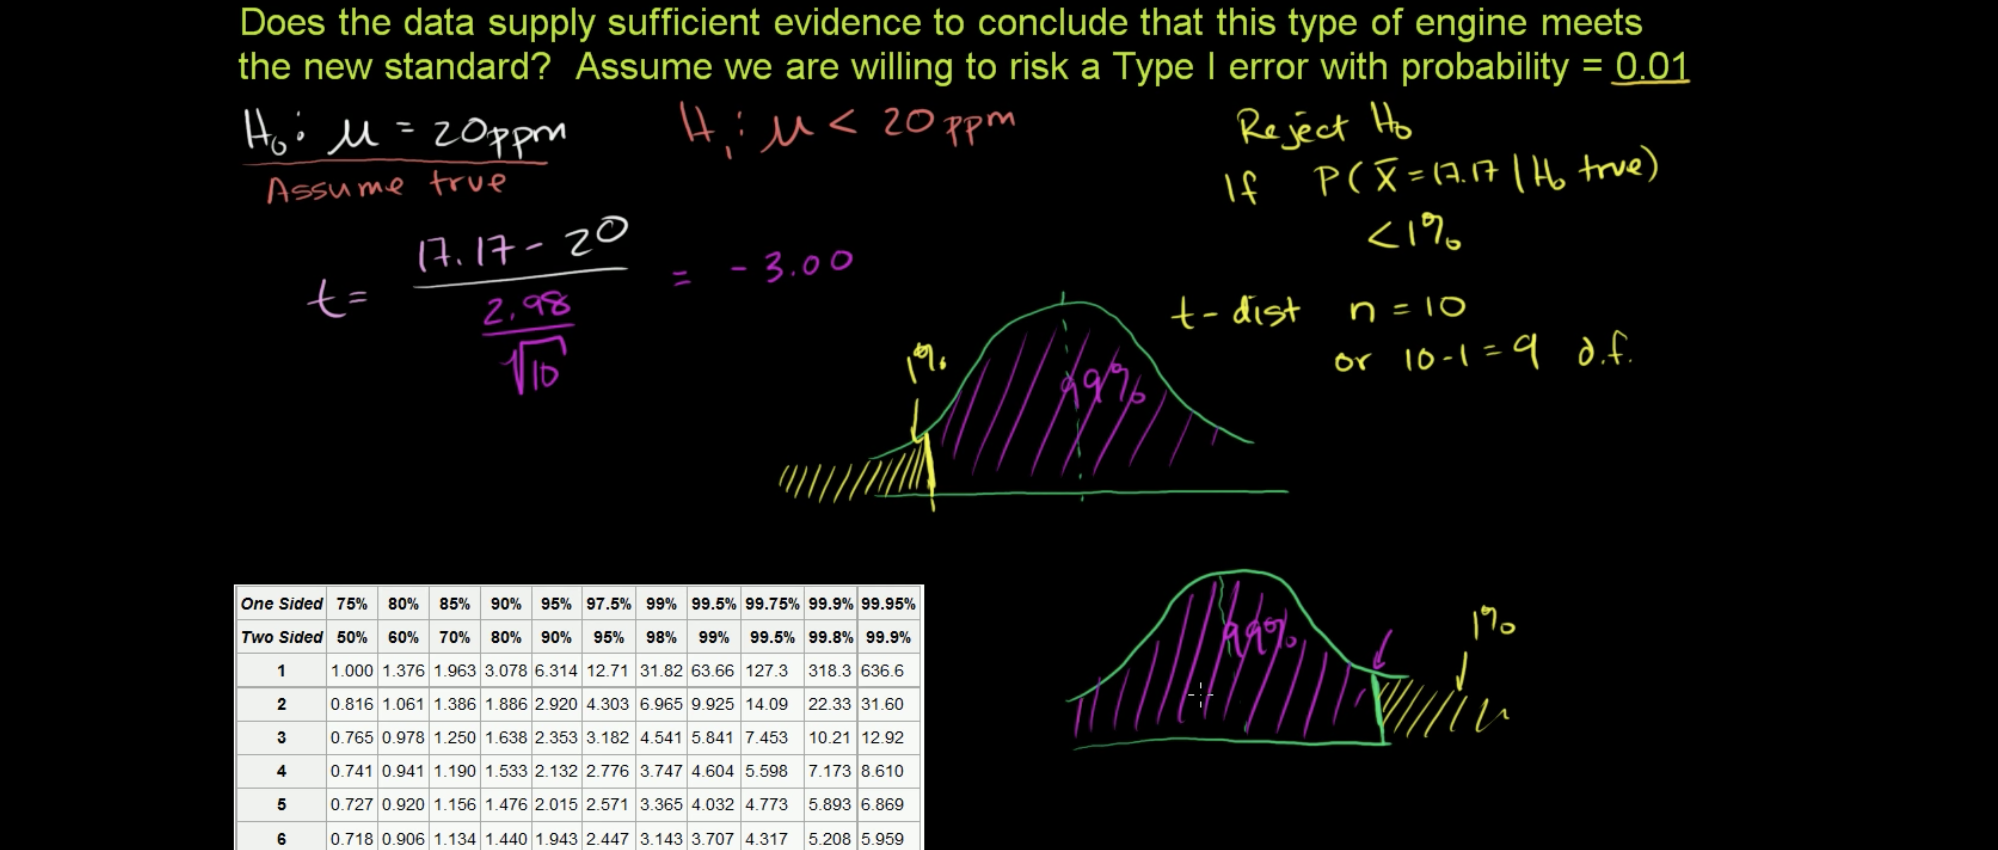 Does the data supply sufficient evidence to conclude that this type of engine meets
the new standard? Assume we are willing to risk a Type I error with probability = 0.01
H₀: μ = 20ppm
Assume true
H₁: μ < 20 ppm
Reject H₀
If P(x̄ = 17.17 | H₀ true)
<1%
t = (17.17 - 20) / (2.98 / √10) = -3.00
t-dist n = 10
or 10-1 = 9 d.f.
1%
99%
99%
1%
One Sided 75% 80% 85% 90% 95% 97.5% 99% 99.5% 99.75% 99.9% 99.95%
Two Sided 50% 60% 70% 80% 90% 95% 98% 99% 99.5% 99.8% 99.9%
1 1.000 1.376 1.963 3.078 6.314 12.71 31.82 63.66 127.3 318.3 636.6
2 0.816 1.061 1.386 1.886 2.920 4.303 6.965 9.925 14.09 22.33 31.60
3 0.765 0.978 1.250 1.638 2.353 3.182 4.541 5.841 7.453 10.21 12.92
4 0.741 0.941 1.190 1.533 2.132 2.776 3.747 4.604 5.598 7.173 8.610
5 0.727 0.920 1.156 1.476 2.015 2.571 3.365 4.032 4.773 5.893 6.869
6 0.718 0.906 1.134 1.440 1.943 2.447 3.143 3.707 4.317 5.208 5.959